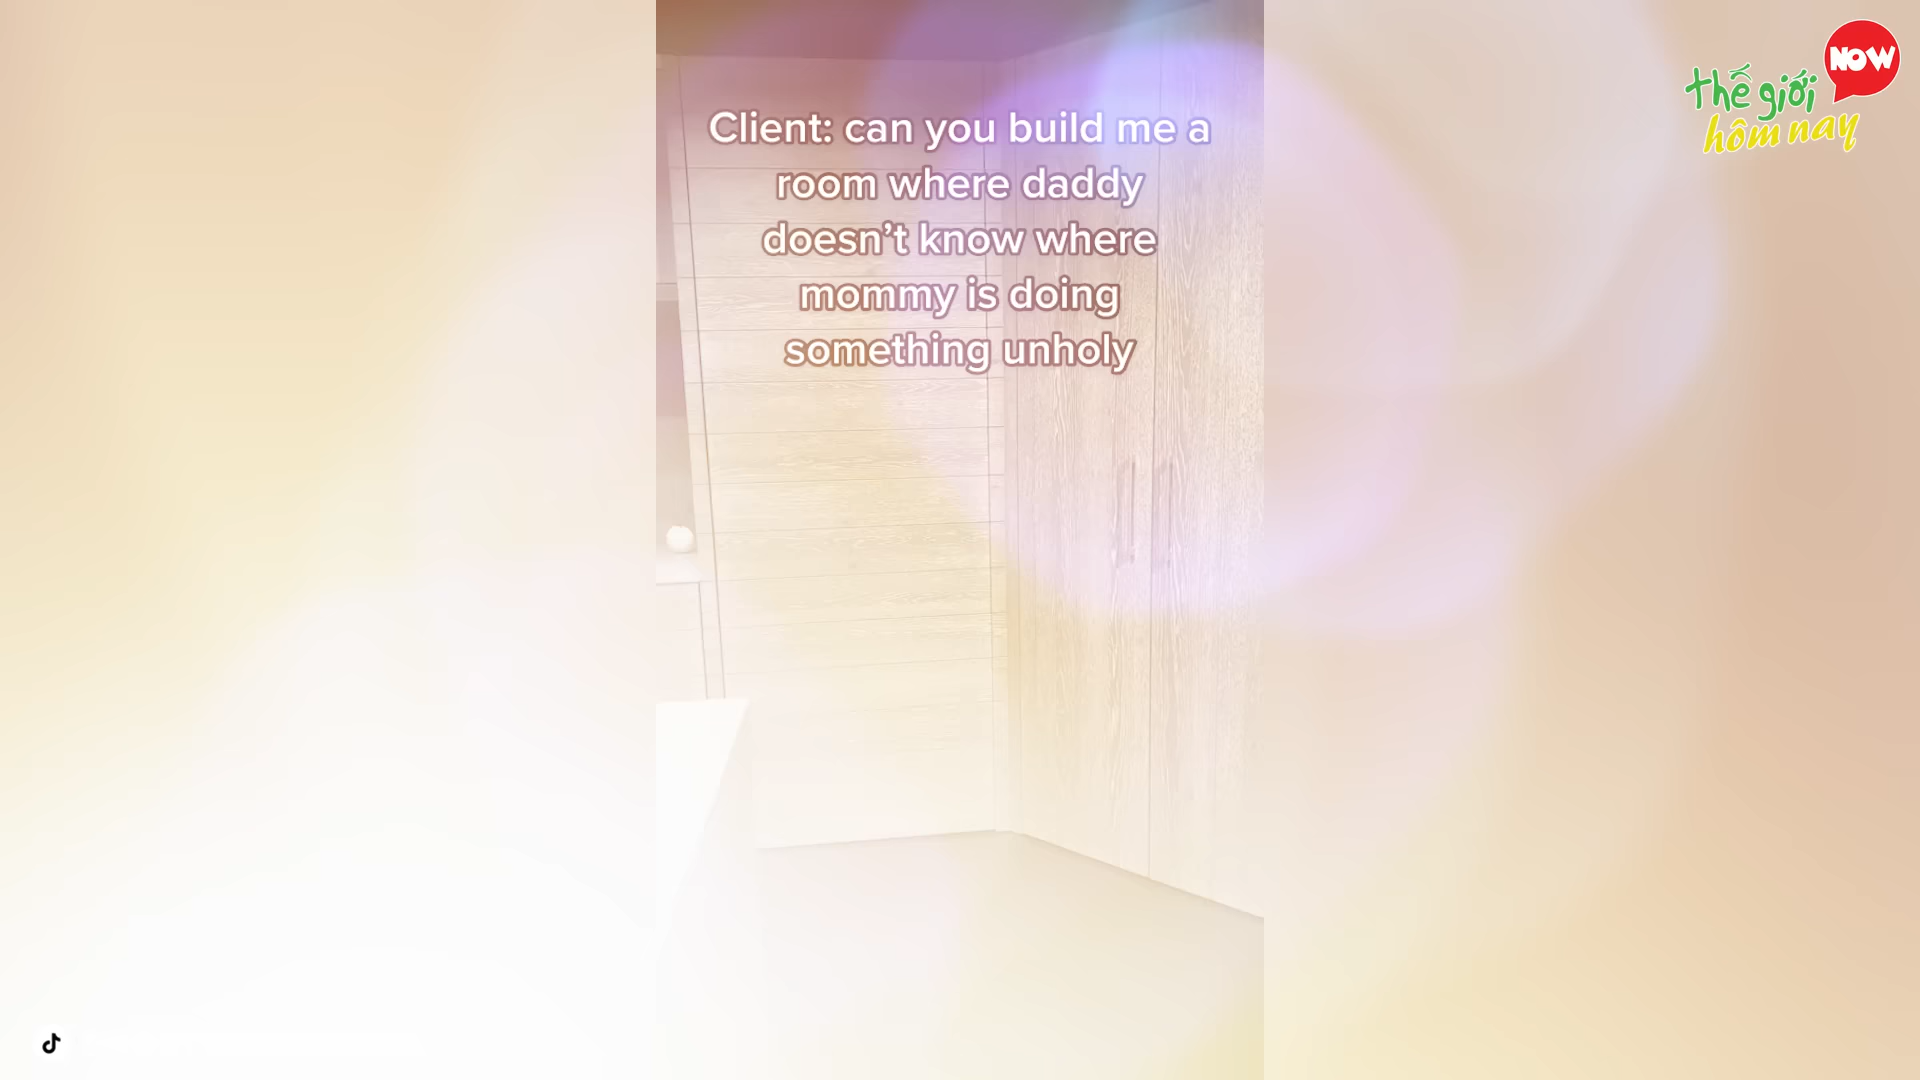 Client: can you build me a
room where daddy
doesn't know where
mommy is doing
something unholy
NOW
thế giới
hôm nay